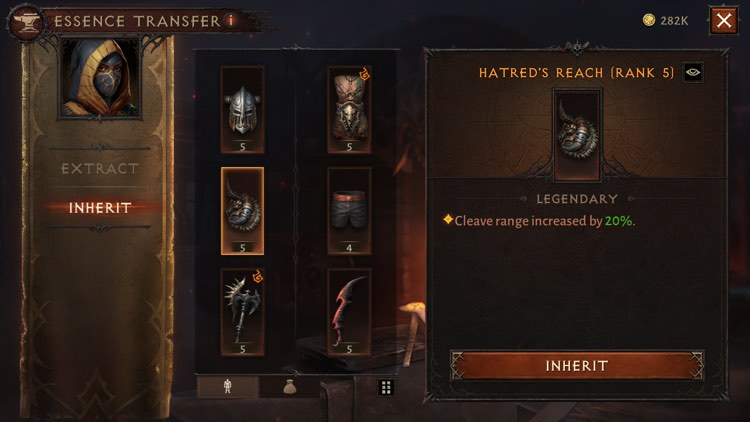 ESSENCE TRANSFER i
282K
EXTRACT
INHERIT
5
5
5
4
5
5
HATRED'S REACH (RANK 5)
LEGENDARY
Cleave range increased by 20%.
INHERIT